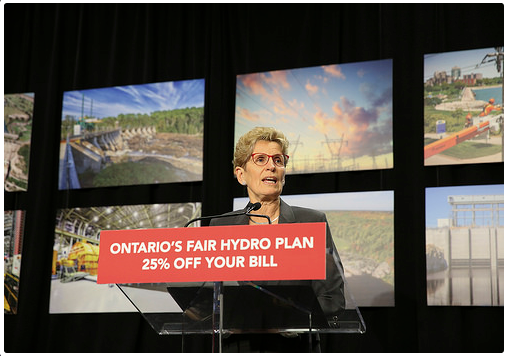 ONTARIO'S FAIR HYDRO PLAN
25% OFF YOUR BILL